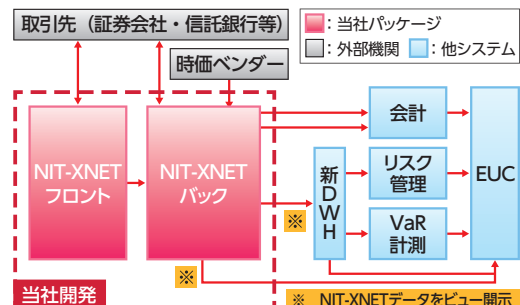 取引先（証券会社・信託銀行等）
：当社パッケージ
：外部機関 ：他システム
時価ベンダー
NIT-XNET
フロント
NIT-XNET
バック
会計
新DWH
リスク
管理
EUC
VaR
計測
※
※
当社開発
※ NIT-XNETデータをビュー開示